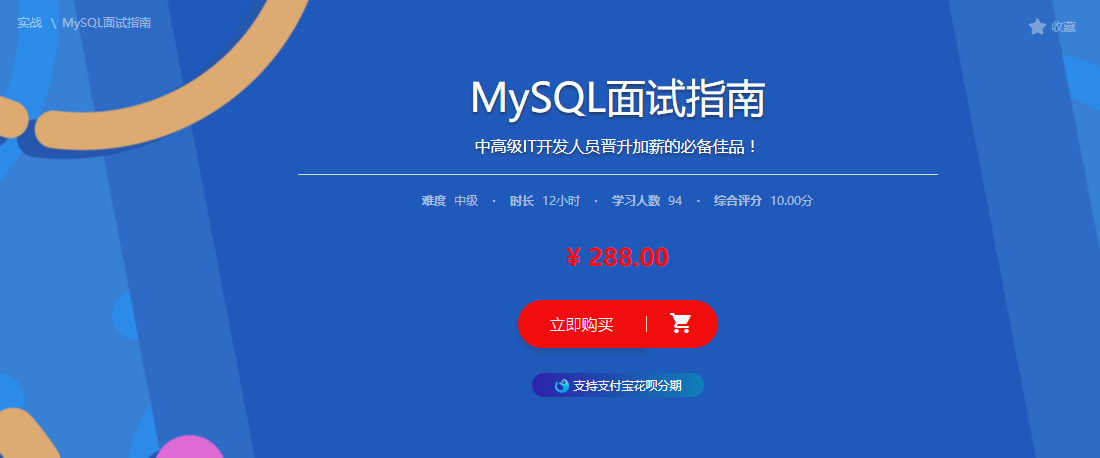 实战 \ MySQL面试指南
收藏
MySQL面试指南
中高级IT开发人员晋升加薪的必备佳品！
难度 中级 · 时长 12小时 · 学习人数 94 · 综合评分 10.00分
¥ 288.00
立即购买
支持支付宝花呗分期